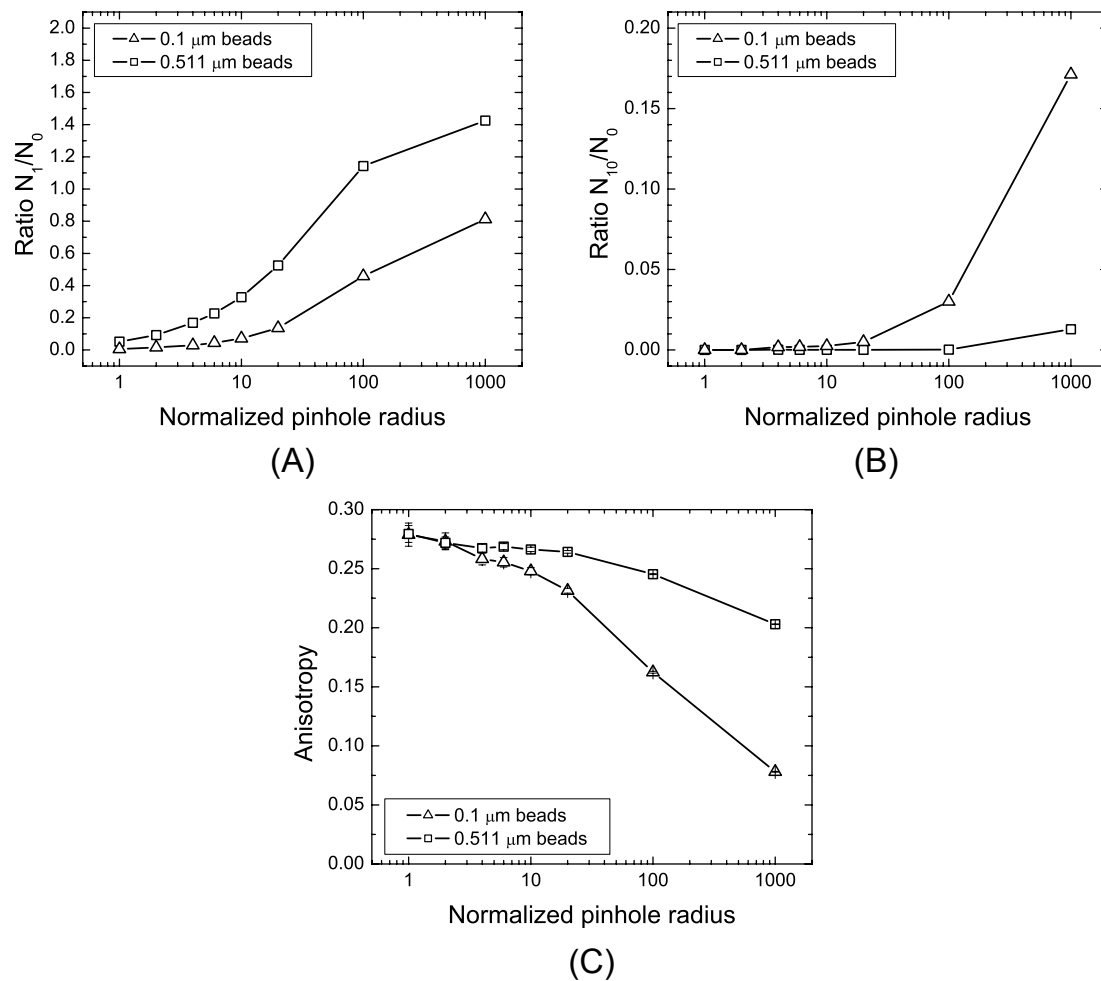 0.1 μm beads
0.511 μm beads
2.0
1.8
1.6
1.4
1.2
1.0
0.8
0.6
0.4
0.2
0.0
Ratio N₁/N₀
1 10 100 1000
Normalized pinhole radius
(A)
0.1 μm beads
0.511 μm beads
0.20
0.15
0.10
0.05
0.00
Ratio N₁₀/N₀
1 10 100 1000
Normalized pinhole radius
(B)
0.30
0.25
0.20
0.15
0.10
0.05
0.00
Anisotropy
0.1 μm beads
0.511 μm beads
1 10 100 1000
Normalized pinhole radius
(C)